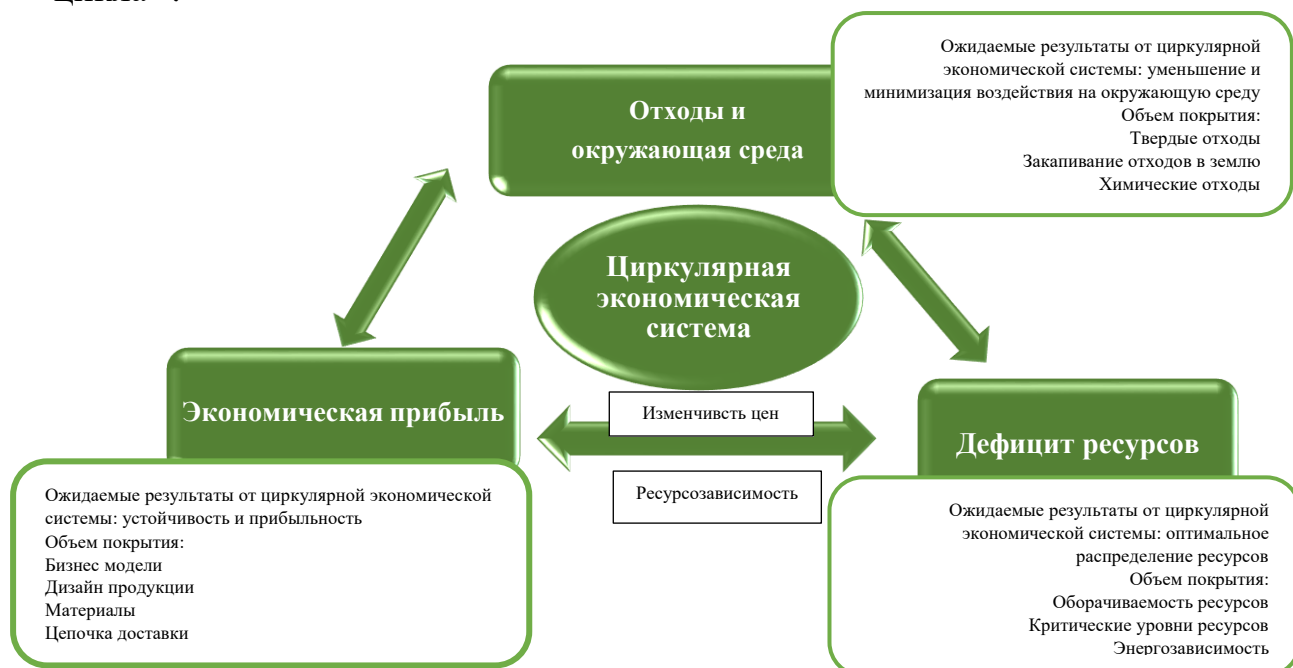 Отходы и
окружающая среда
Ожидаемые результаты от циркулярной
экономической системы: уменьшение и
минимизация воздействия на окружающую среду
Объем покрытия:
Твердые отходы
Закапывание отходов в землю
Химические отходы
Циркулярная
экономическая
система
Экономическая прибыль
Ожидаемые результаты от циркулярной экономической
системы: устойчивость и прибыльность
Объем покрытия:
Бизнес модели
Дизайн продукции
Материалы
Цепочка доставки
Изменчивсть цен
Ресурсозависимость
Дефицит ресурсов
Ожидаемые результаты от циркулярной
экономической системы: оптимальное
распределение ресурсов
Объем покрытия:
Оборачиваемость ресурсов
Критические уровни ресурсов
Энергозависимость